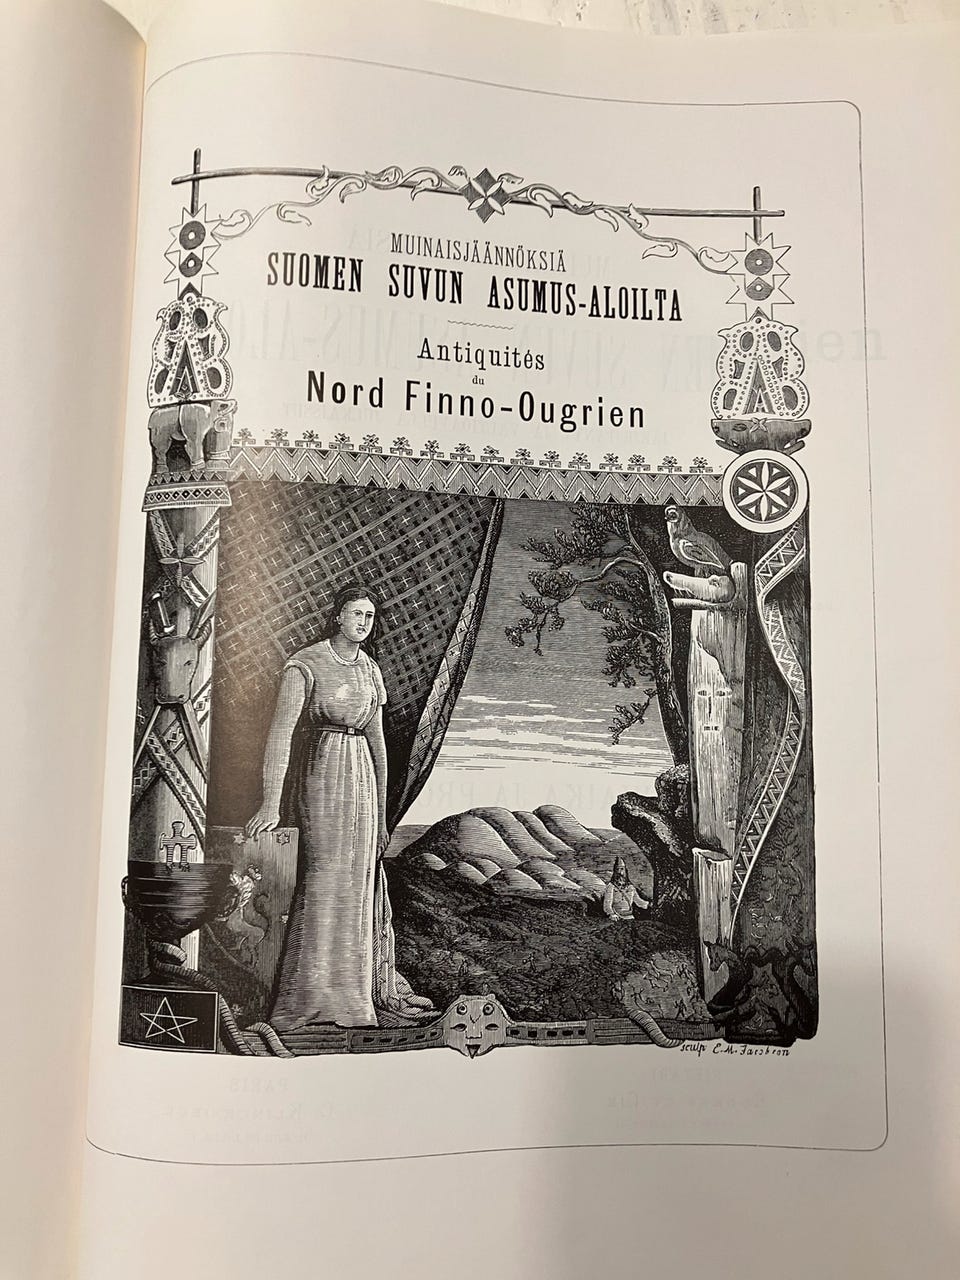 MUINAISJÄÄNNÖKSIÄ
SUOMEN SUVUN ASUMUS-ALOILTA
Antiquités
du
Nord Finno-Ougrien
sculp E. M. Jacobson